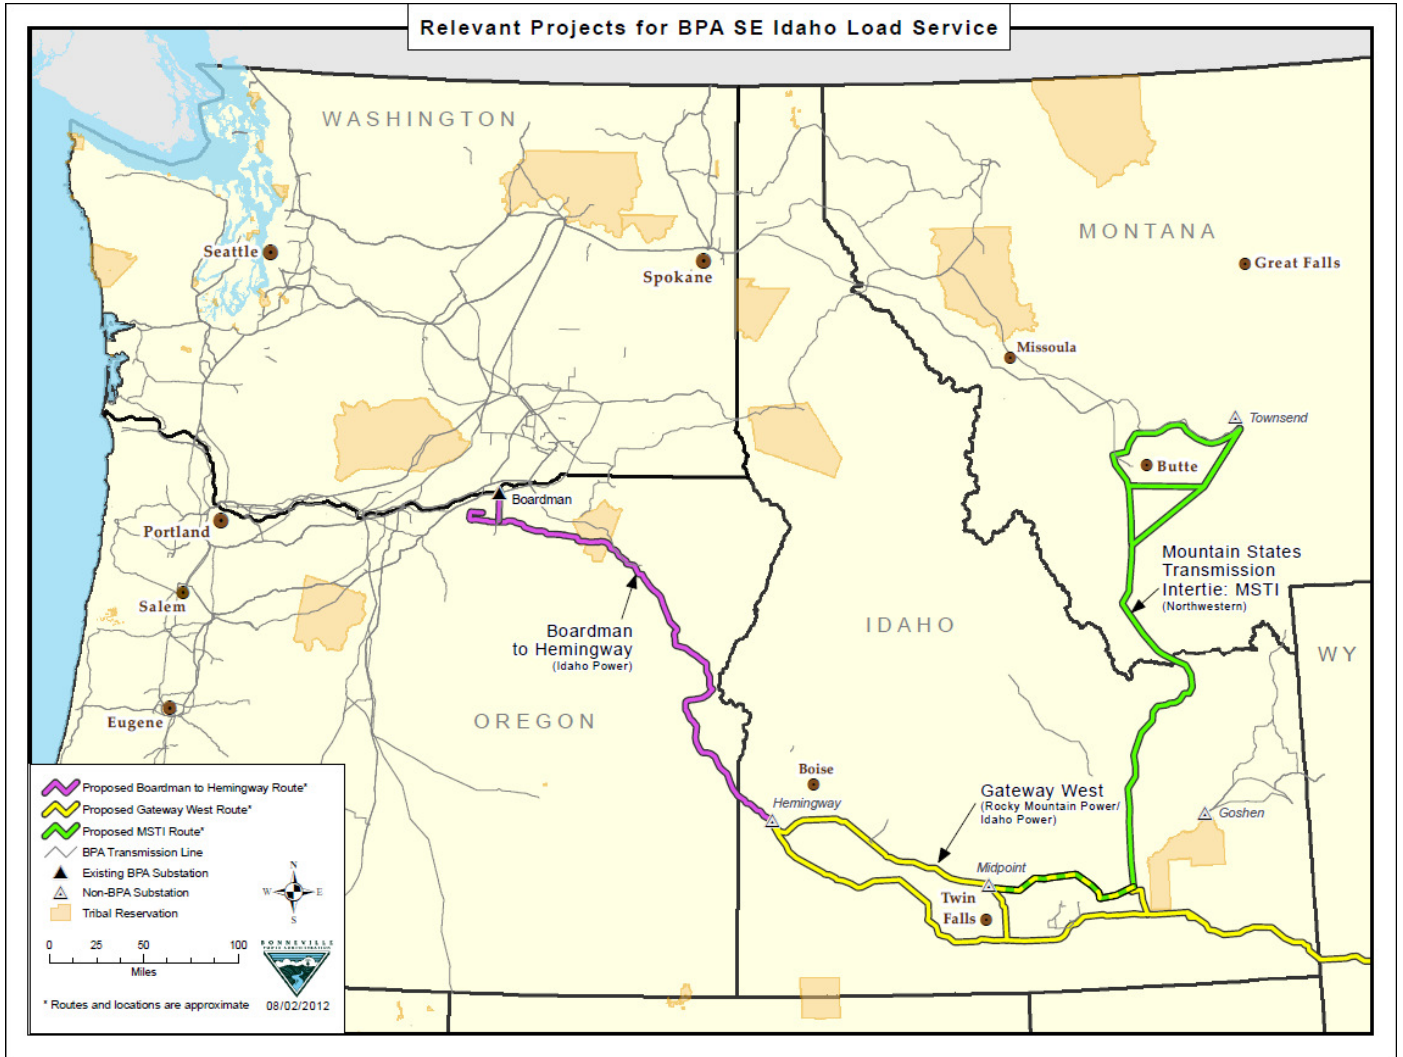 Relevant Projects for BPA SE Idaho Load Service
WASHINGTON
MONTANA
Seattle
Spokane
Great Falls
Missoula
Townsend
Butte
Boardman
Portland
Mountain States
Transmission
Intertie: MSTI
(Northwestern)
Salem
Boardman
to Hemingway
(Idaho Power)
IDAHO
WY
Eugene
OREGON
Boise
Hemingway
Gateway West
(Rocky Mountain Power/
Idaho Power)
Goshen
Midpoint
Twin
Falls
Proposed Boardman to Hemingway Route*
Proposed Gateway West Route*
Proposed MSTI Route*
BPA Transmission Line
Existing BPA Substation
Non-BPA Substation
Tribal Reservation
N
W E
S
0 25 50 100
Miles
BONNEVILLE
POWER ADMINISTRATION
* Routes and locations are approximate
08/02/2012